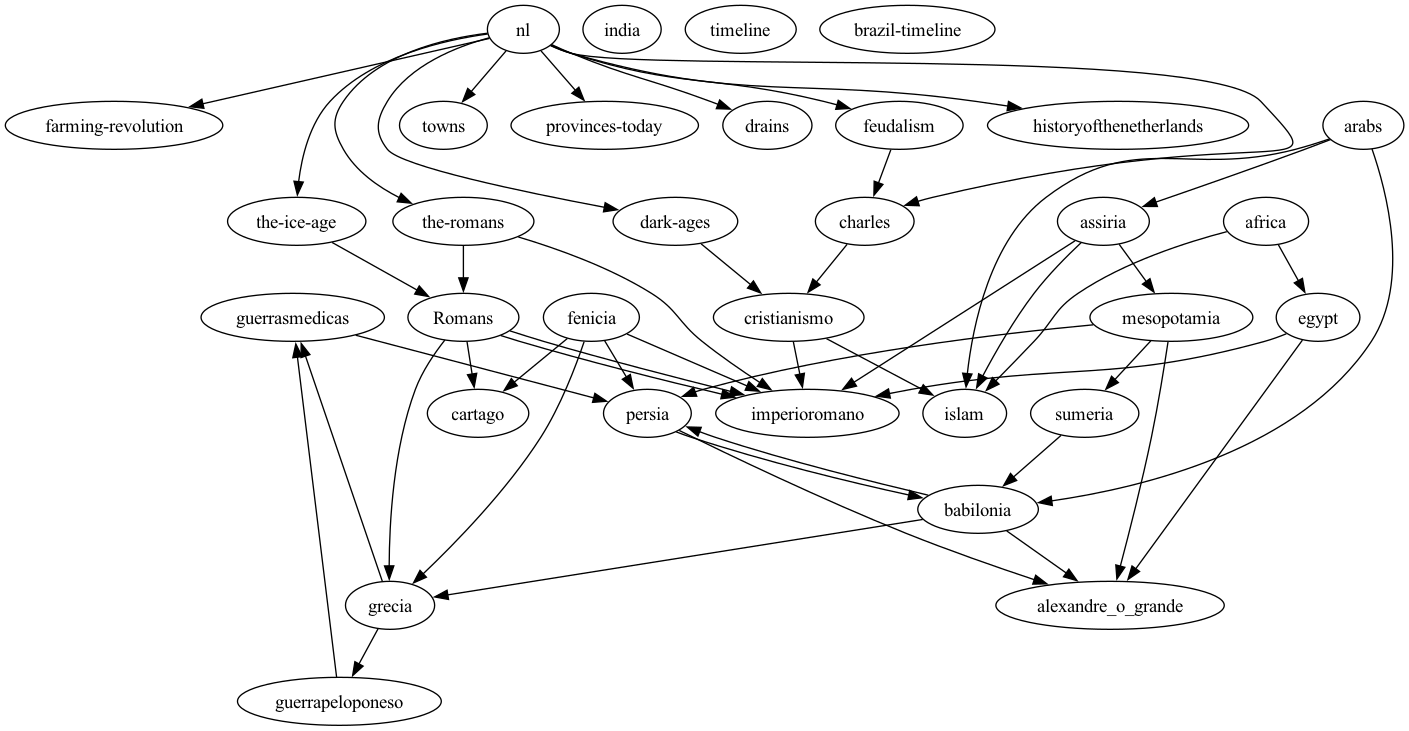 nl
india
timeline
brazil-timeline
farming-revolution
towns
provinces-today
drains
feudalism
historyofthenetherlands
arabs
the-ice-age
the-romans
dark-ages
charles
assiria
africa
guerrasmedicas
Romans
fenicia
cristianismo
mesopotamia
egypt
cartago
persia
imperioromano
islam
sumeria
babilonia
grecia
alexandre_o_grande
guerrapeloponeso